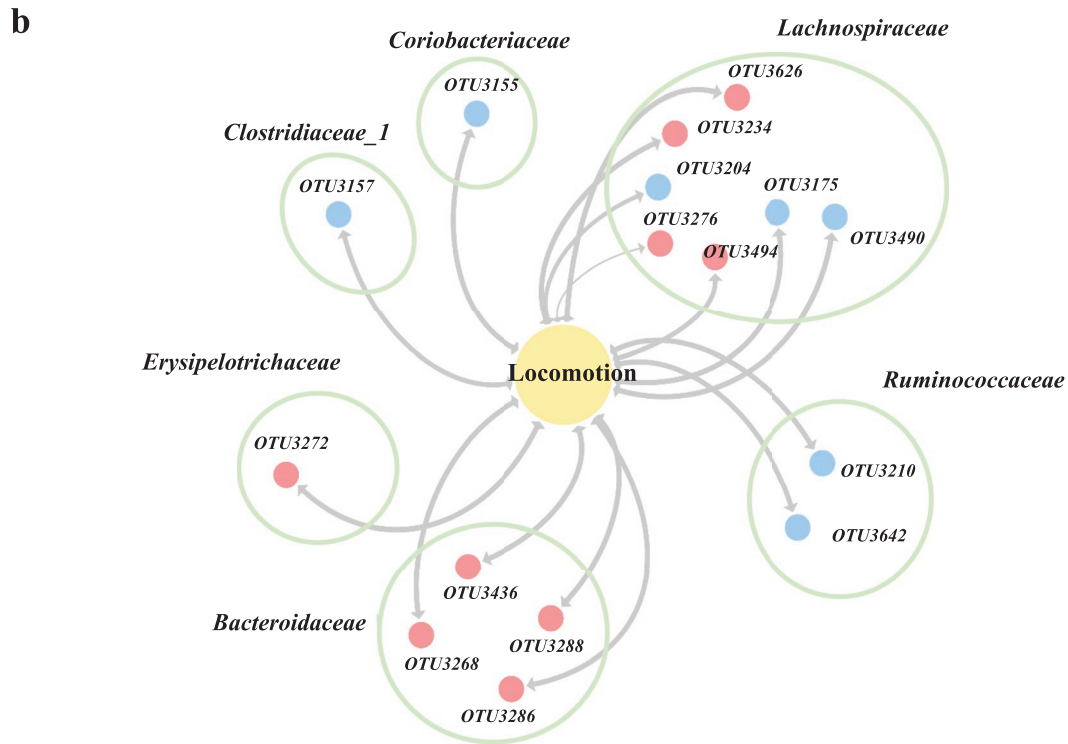 b
Coriobacteriaceae
OTU3155
Lachnospiraceae
OTU3626
OTU3234
OTU3204
OTU3175
OTU3276
OTU3490
OTU3494
Clostridiaceae_1
OTU3157
Locomotion
Erysipelotrichaceae
OTU3272
Ruminococcaceae
OTU3210
OTU3642
Bacteroidaceae
OTU3436
OTU3288
OTU3268
OTU3286